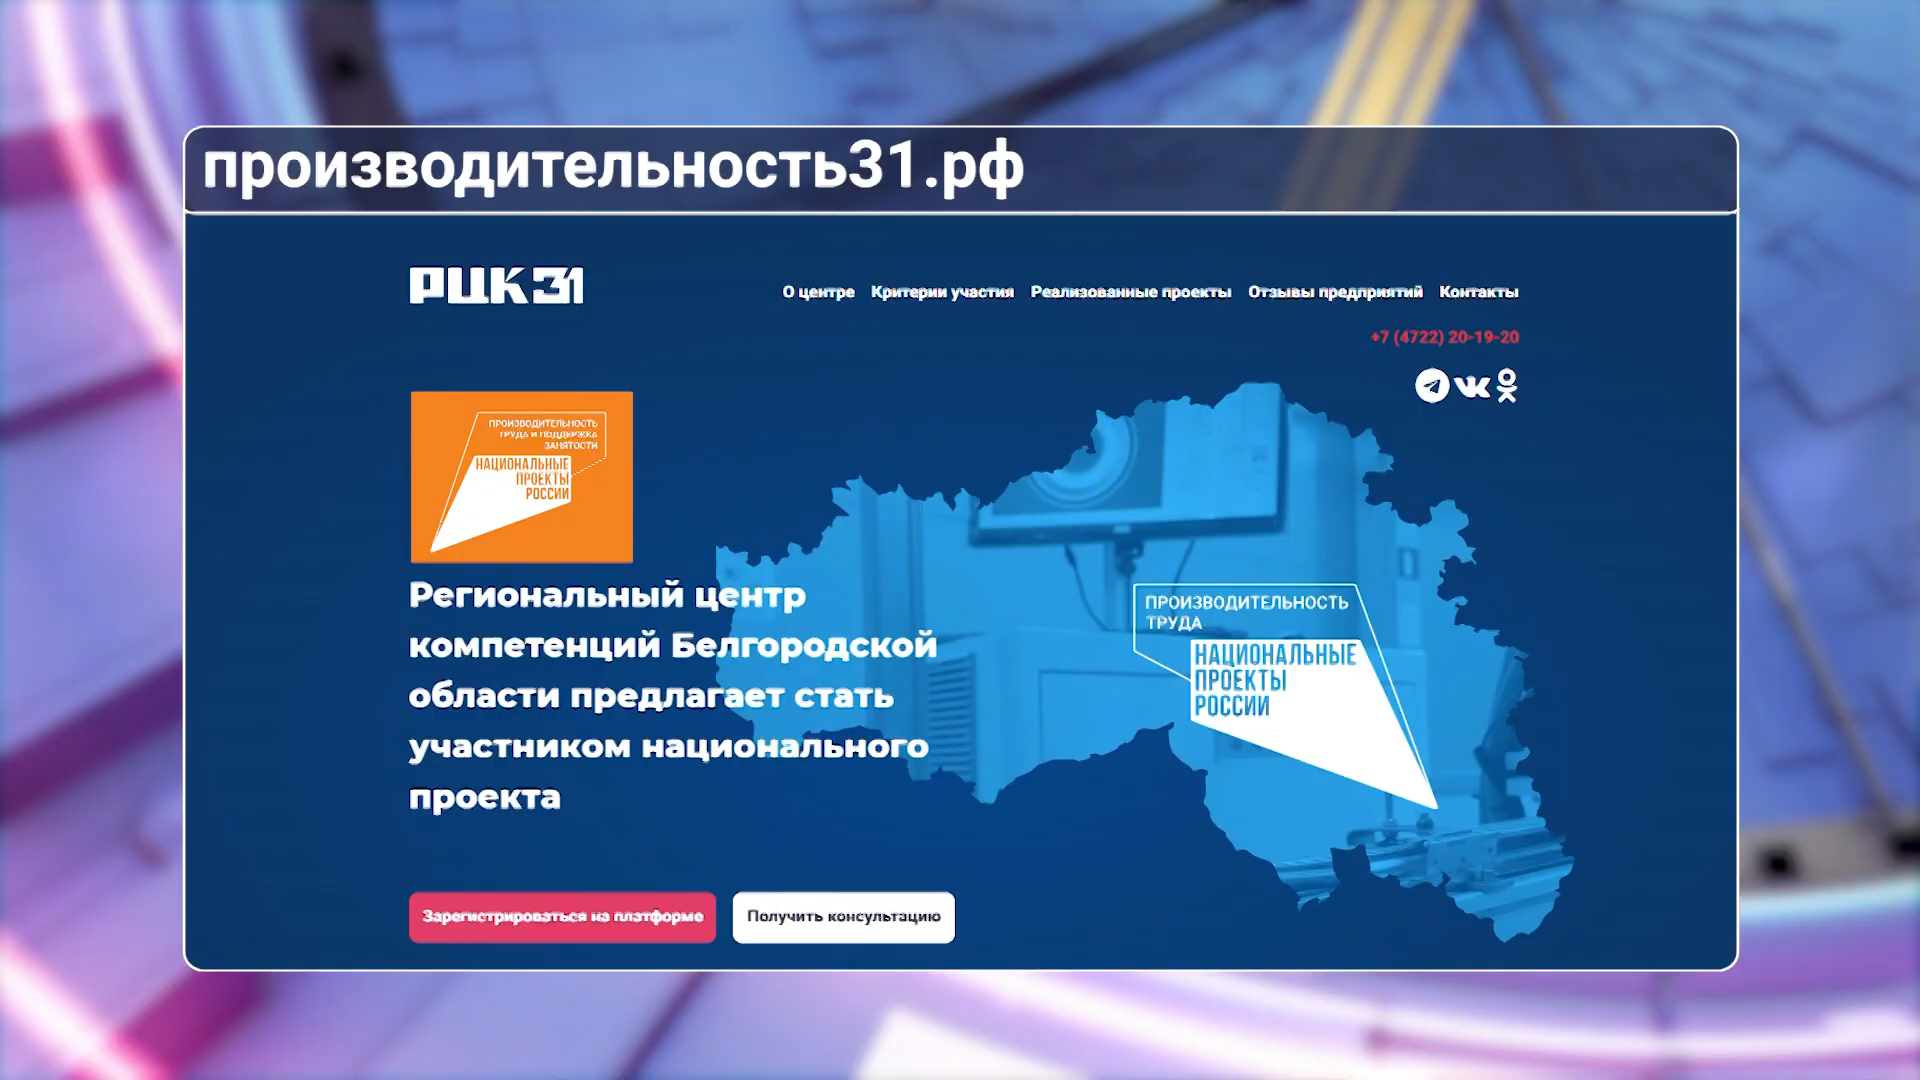 производительность31.рф
РЦК 31
О центре Критерии участия Реализованные проекты Отзывы предприятий Контакты
+7 (4722) 20-19-20
ПРОИЗВОДИТЕЛЬНОСТЬ
ТРУДА И ПОДДЕРЖКА
ЗАНЯТОСТИ
НАЦИОНАЛЬНЫЕ
ПРОЕКТЫ
РОССИИ
Региональный центр
компетенций Белгородской
области предлагает стать
участником национального
проекта
ПРОИЗВОДИТЕЛЬНОСТЬ
ТРУДА
НАЦИОНАЛЬНЫЕ
ПРОЕКТЫ
РОССИИ
Зарегистрироваться на платформе
Получить консультацию